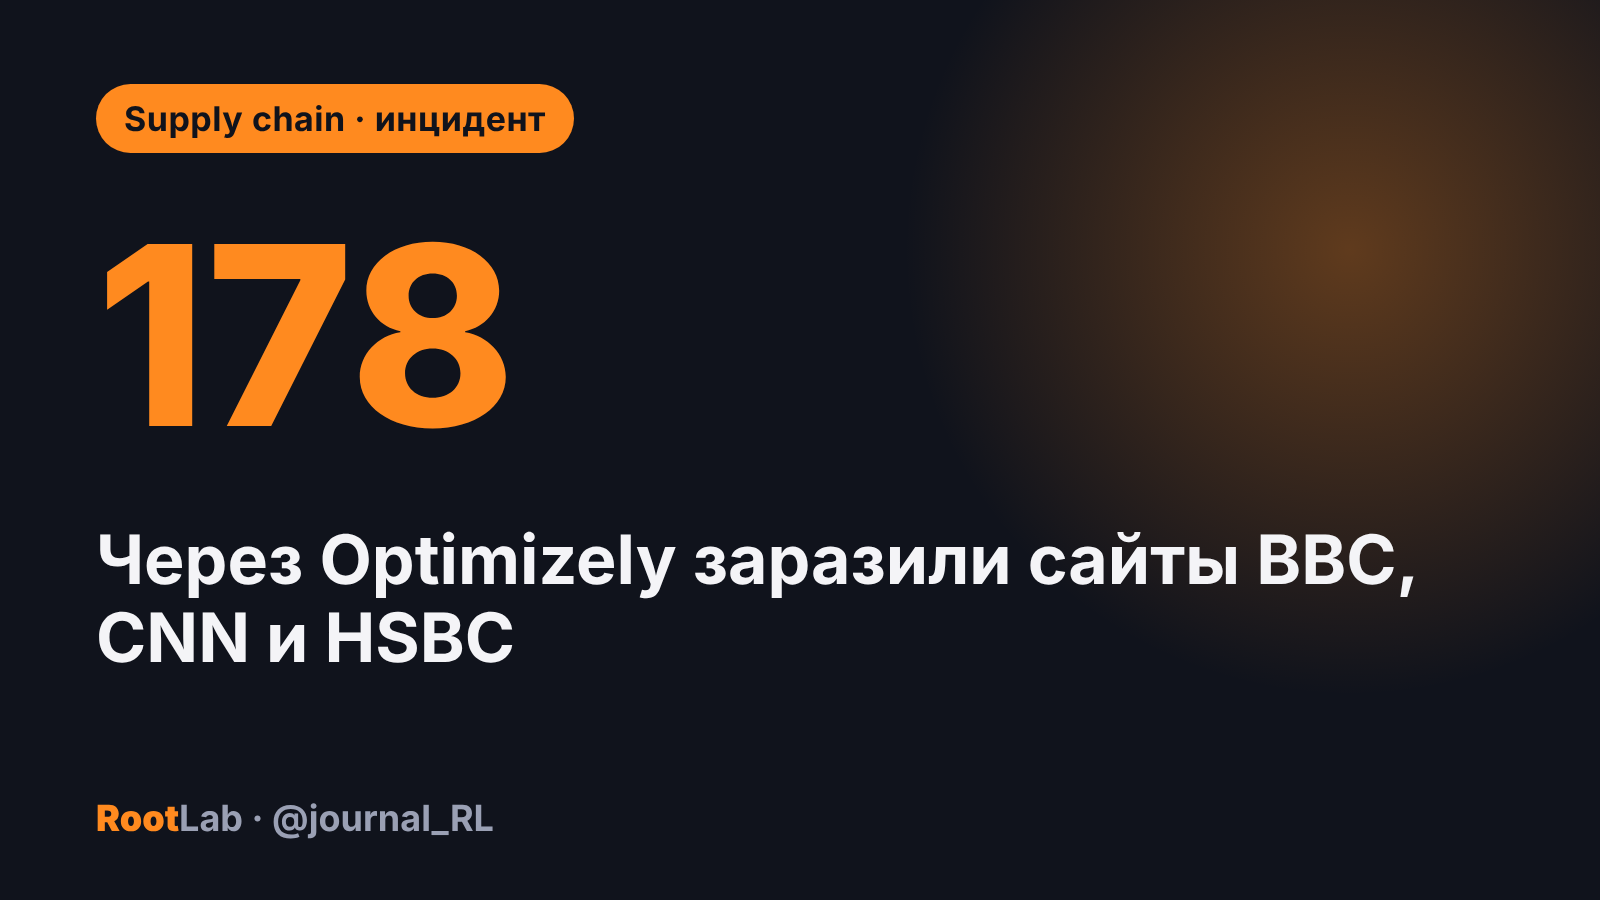 Supply chain · инцидент
178
Через Optimizely заразили сайты BBC,
CNN и HSBC
RootLab · @journal_RL